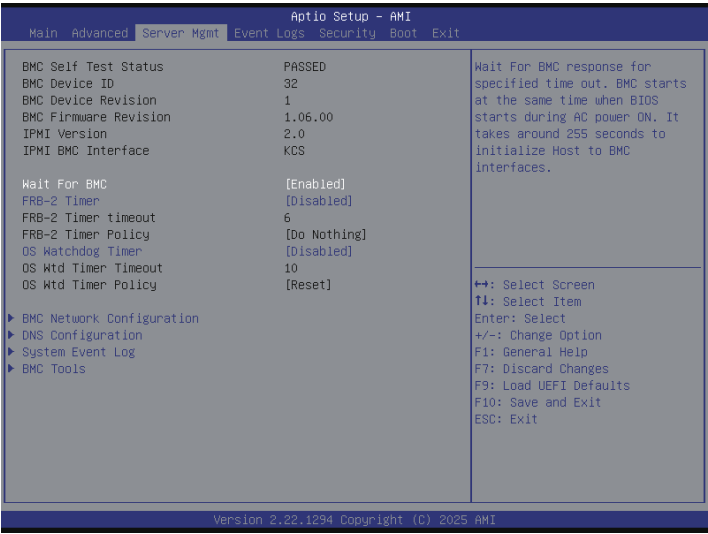 Aptio Setup – AMI
Main Advanced Server Mgmt Event Logs Security Boot Exit
BMC Self Test Status PASSED
BMC Device ID 32
BMC Device Revision 1
BMC Firmware Revision 1.06.00
IPMI Version 2.0
IPMI BMC Interface KCS
Wait For BMC [Enabled]
FRB-2 Timer [Disabled]
FRB-2 Timer timeout 6
FRB-2 Timer Policy [Do Nothing]
OS Watchdog Timer [Disabled]
OS Wtd Timer Timeout 10
OS Wtd Timer Policy [Reset]
BMC Network Configuration
DNS Configuration
System Event Log
BMC Tools
Wait For BMC response for
specified time out. BMC starts
at the same time when BIOS
starts during AC power ON. It
takes around 255 seconds to
initialize Host to BMC
interfaces.
↔: Select Screen
↑↓: Select Item
Enter: Select
+/-: Change Option
F1: General Help
F7: Discard Changes
F9: Load UEFI Defaults
F10: Save and Exit
ESC: Exit
Version 2.22.1294 Copyright (C) 2025 AMI